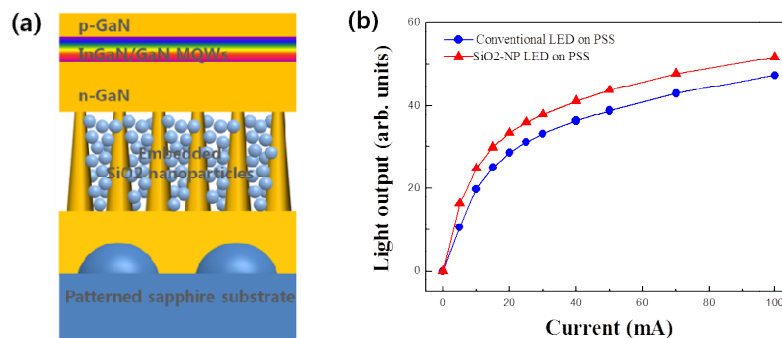 (a)
p-GaN
InGaN/GaN MQWs
n-GaN
Embedded
SiO2 nanoparticles
Patterned sapphire substrate
(b)
Light output (arb. units)
60
40
20
0
Conventional LED on PSS
SiO2-NP LED on PSS
0
20
40
60
80
100
Current (mA)